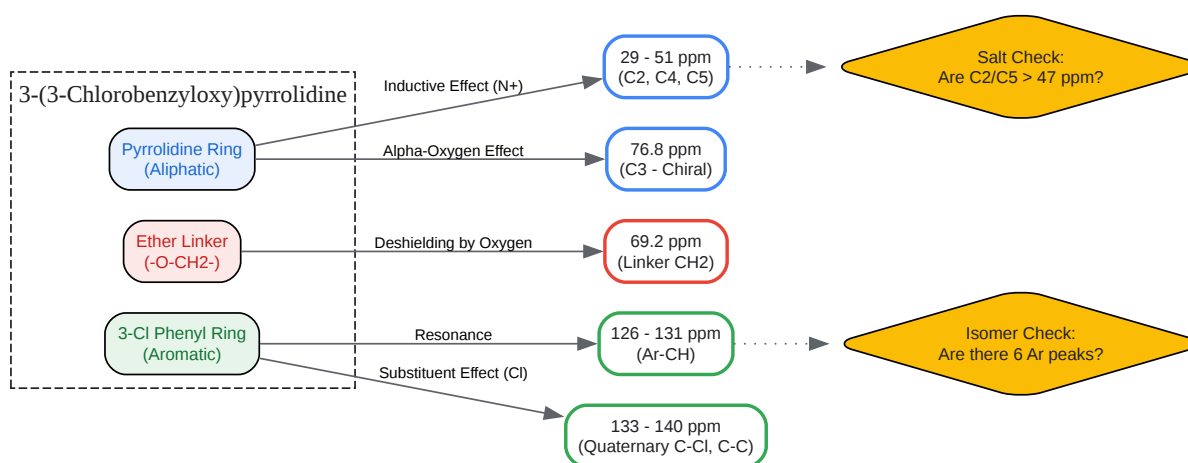 3-(3-Chlorobenzyloxy)pyrrolidine
Pyrrolidine Ring
(Aliphatic)
Ether Linker
(-O-CH2-)
3-Cl Phenyl Ring
(Aromatic)
Inductive Effect (N+)
Alpha-Oxygen Effect
Deshielding by Oxygen
Resonance
Substituent Effect (Cl)
29 - 51 ppm
(C2, C4, C5)
76.8 ppm
(C3 - Chiral)
69.2 ppm
(Linker CH2)
126 - 131 ppm
(Ar-CH)
133 - 140 ppm
(Quaternary C-Cl, C-C)
Salt Check:
Are C2/C5 > 47 ppm?
Isomer Check:
Are there 6 Ar peaks?